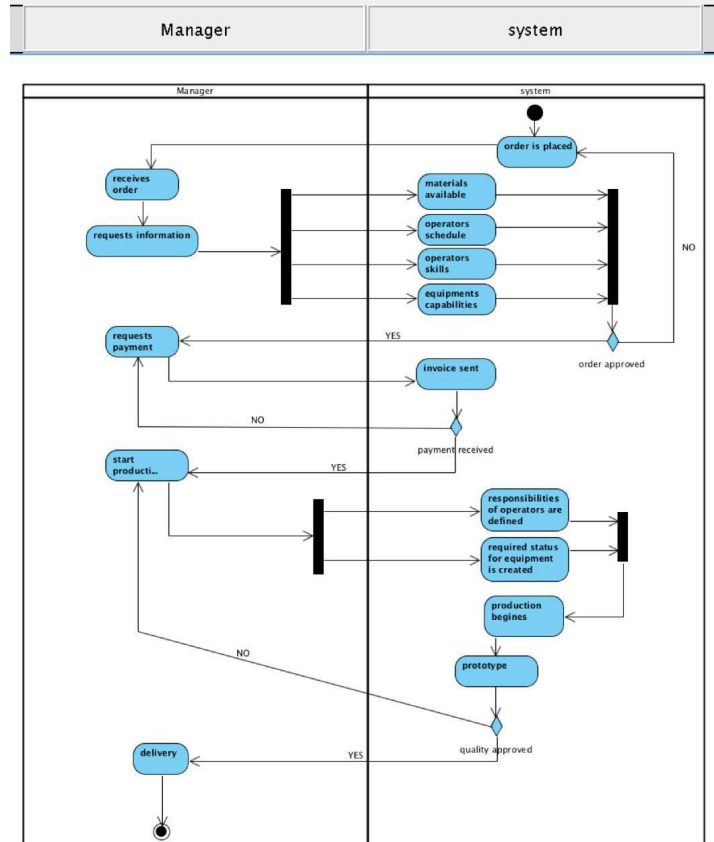 Manager
system
Manager
system
order is placed
receives
order
materials
available
requests information
operators
schedule
NO
operators
skills
equipments
capabilities
requests
payment
YES
order approved
invoice sent
NO
payment received
start
producti...
YES
responsibilities
of operators are
defined
required status
for equipment
is created
production
begines
NO
prototype
quality approved
delivery
YES